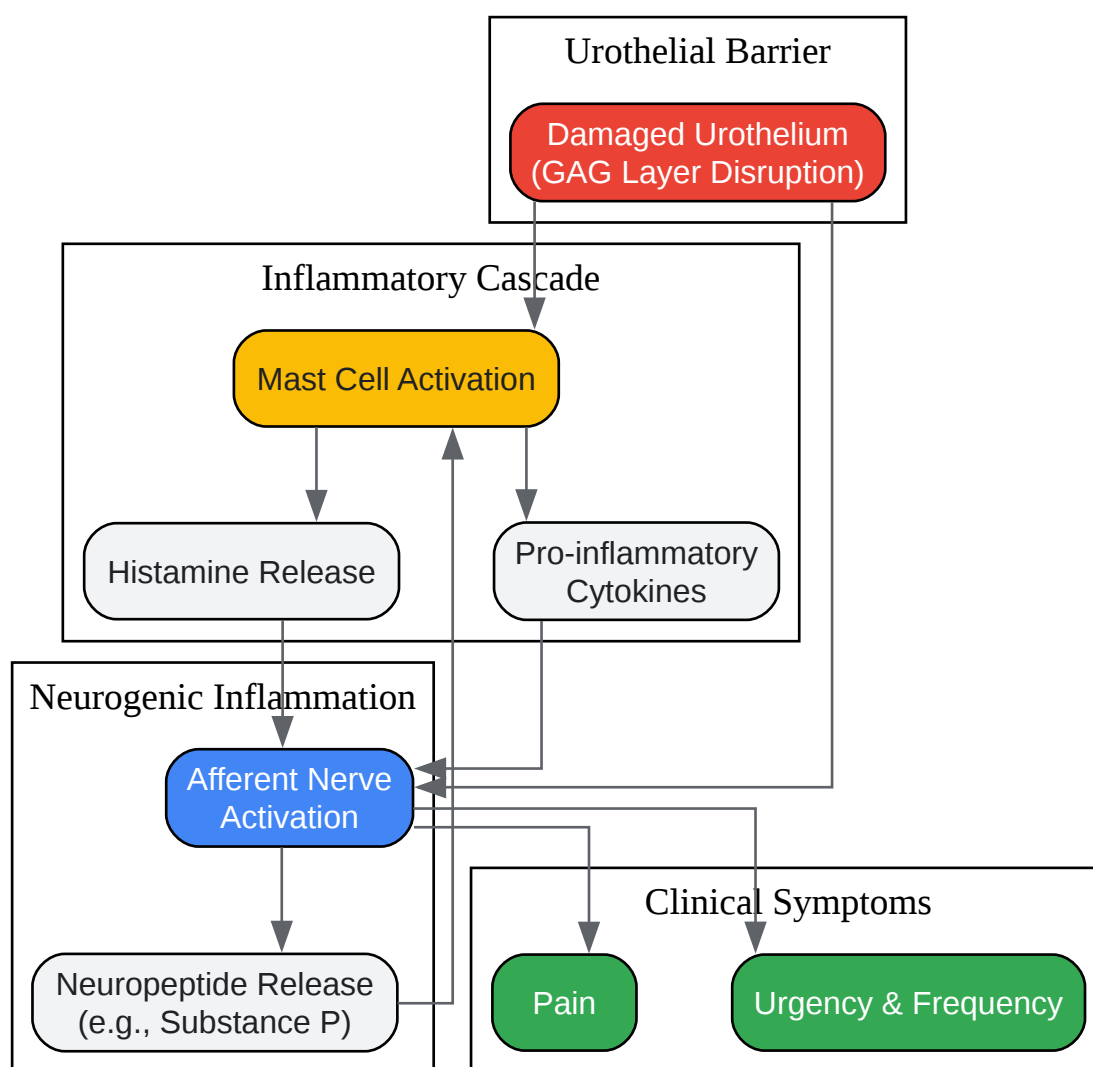 Urothelial Barrier
Damaged Urothelium
(GAG Layer Disruption)
Inflammatory Cascade
Mast Cell Activation
Histamine Release
Pro-inflammatory
Cytokines
Neurogenic Inflammation
Afferent Nerve
Activation
Neuropeptide Release
(e.g., Substance P)
Clinical Symptoms
Pain
Urgency & Frequency